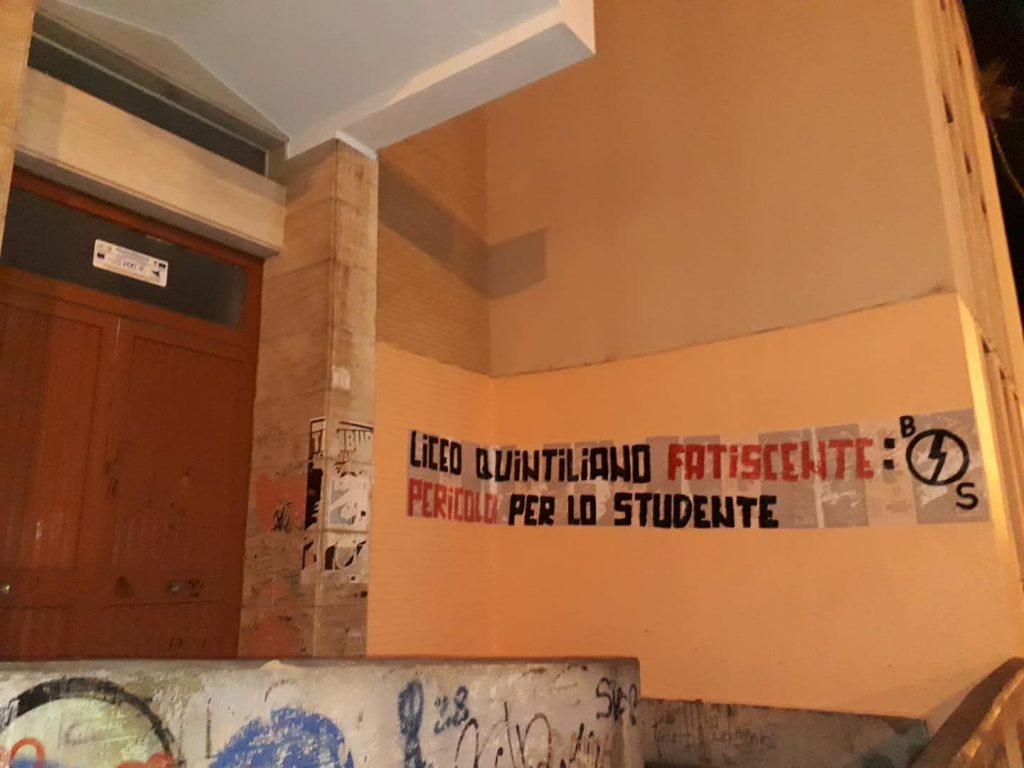 LiCEO QUiNTiLiANO FATiSCENTE:
PERiCOLO PER LO STUDENTE
B
S